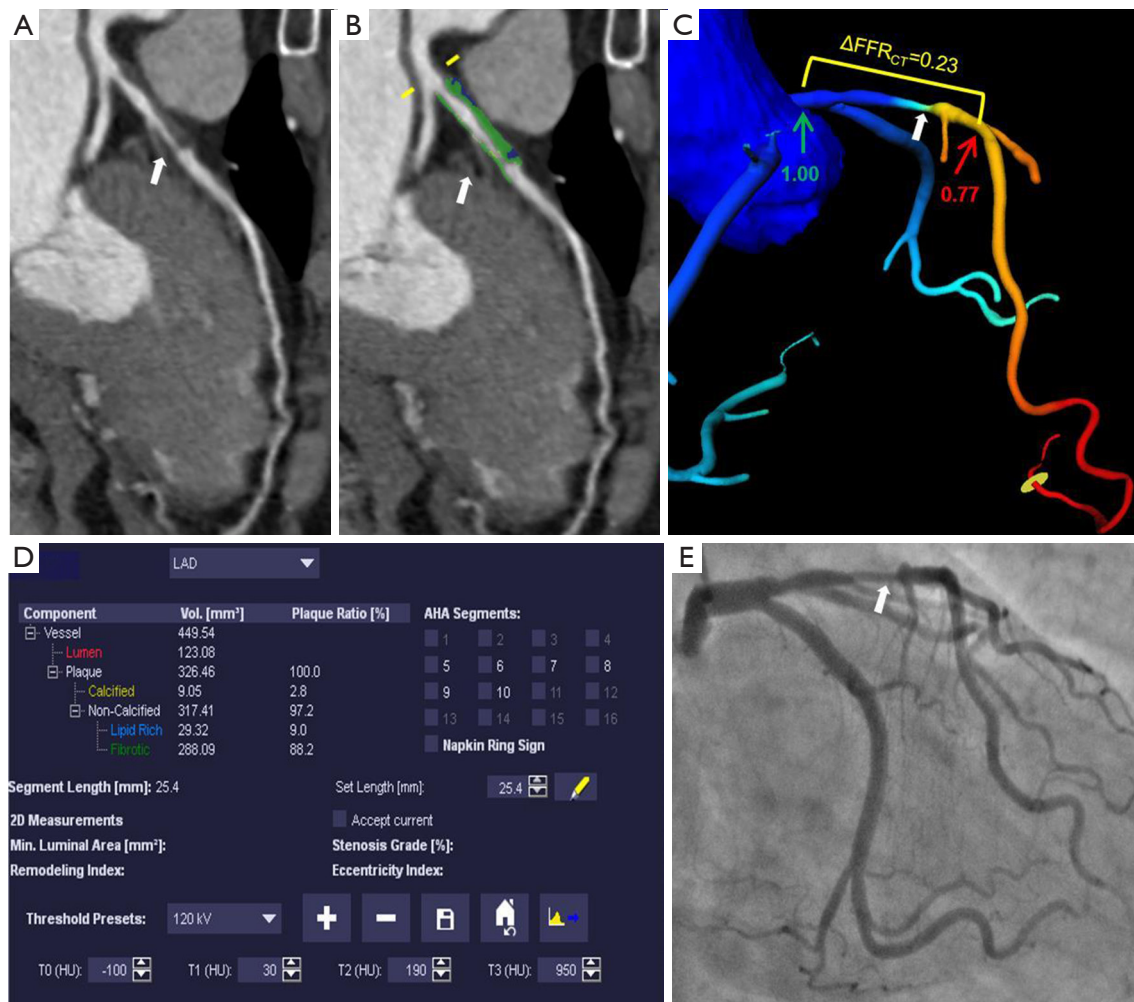 A
B
C
ΔFFRCT=0.23
1.00
0.77
D
LAD
Component Vol. [mm³] Plaque Ratio [%]
Vessel 449.54
Lumen 123.08
Plaque 326.46 100.0
Calcified 9.05 2.8
Non-Calcified 317.41 97.2
Lipid Rich 29.32 9.0
Fibrotic 288.09 88.2
AHA Segments:
1 2 3 4
5 6 7 8
9 10 11 12
13 14 15 16
Napkin Ring Sign
Segment Length [mm]: 25.4 Set Length [mm]: 25.4
2D Measurements Accept current
Min. Luminal Area [mm²]: Stenosis Grade [%]:
Remodeling Index: Eccentricity Index:
Threshold Presets: 120 kV
T0 (HU): -100 T1 (HU): 30 T2 (HU): 190 T3 (HU): 950
E